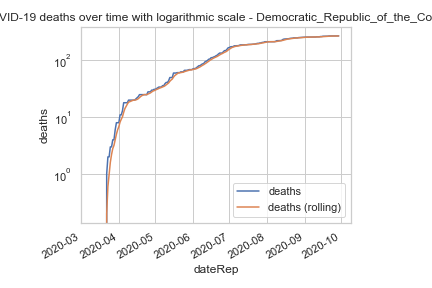 VID-19 deaths over time with logarithmic scale - Democratic_Republic_of_the_Co
10²
10¹
10⁰
deaths
deaths
deaths (rolling)
2020-03
2020-04
2020-05
2020-06
2020-07
2020-08
2020-09
2020-10
dateRep